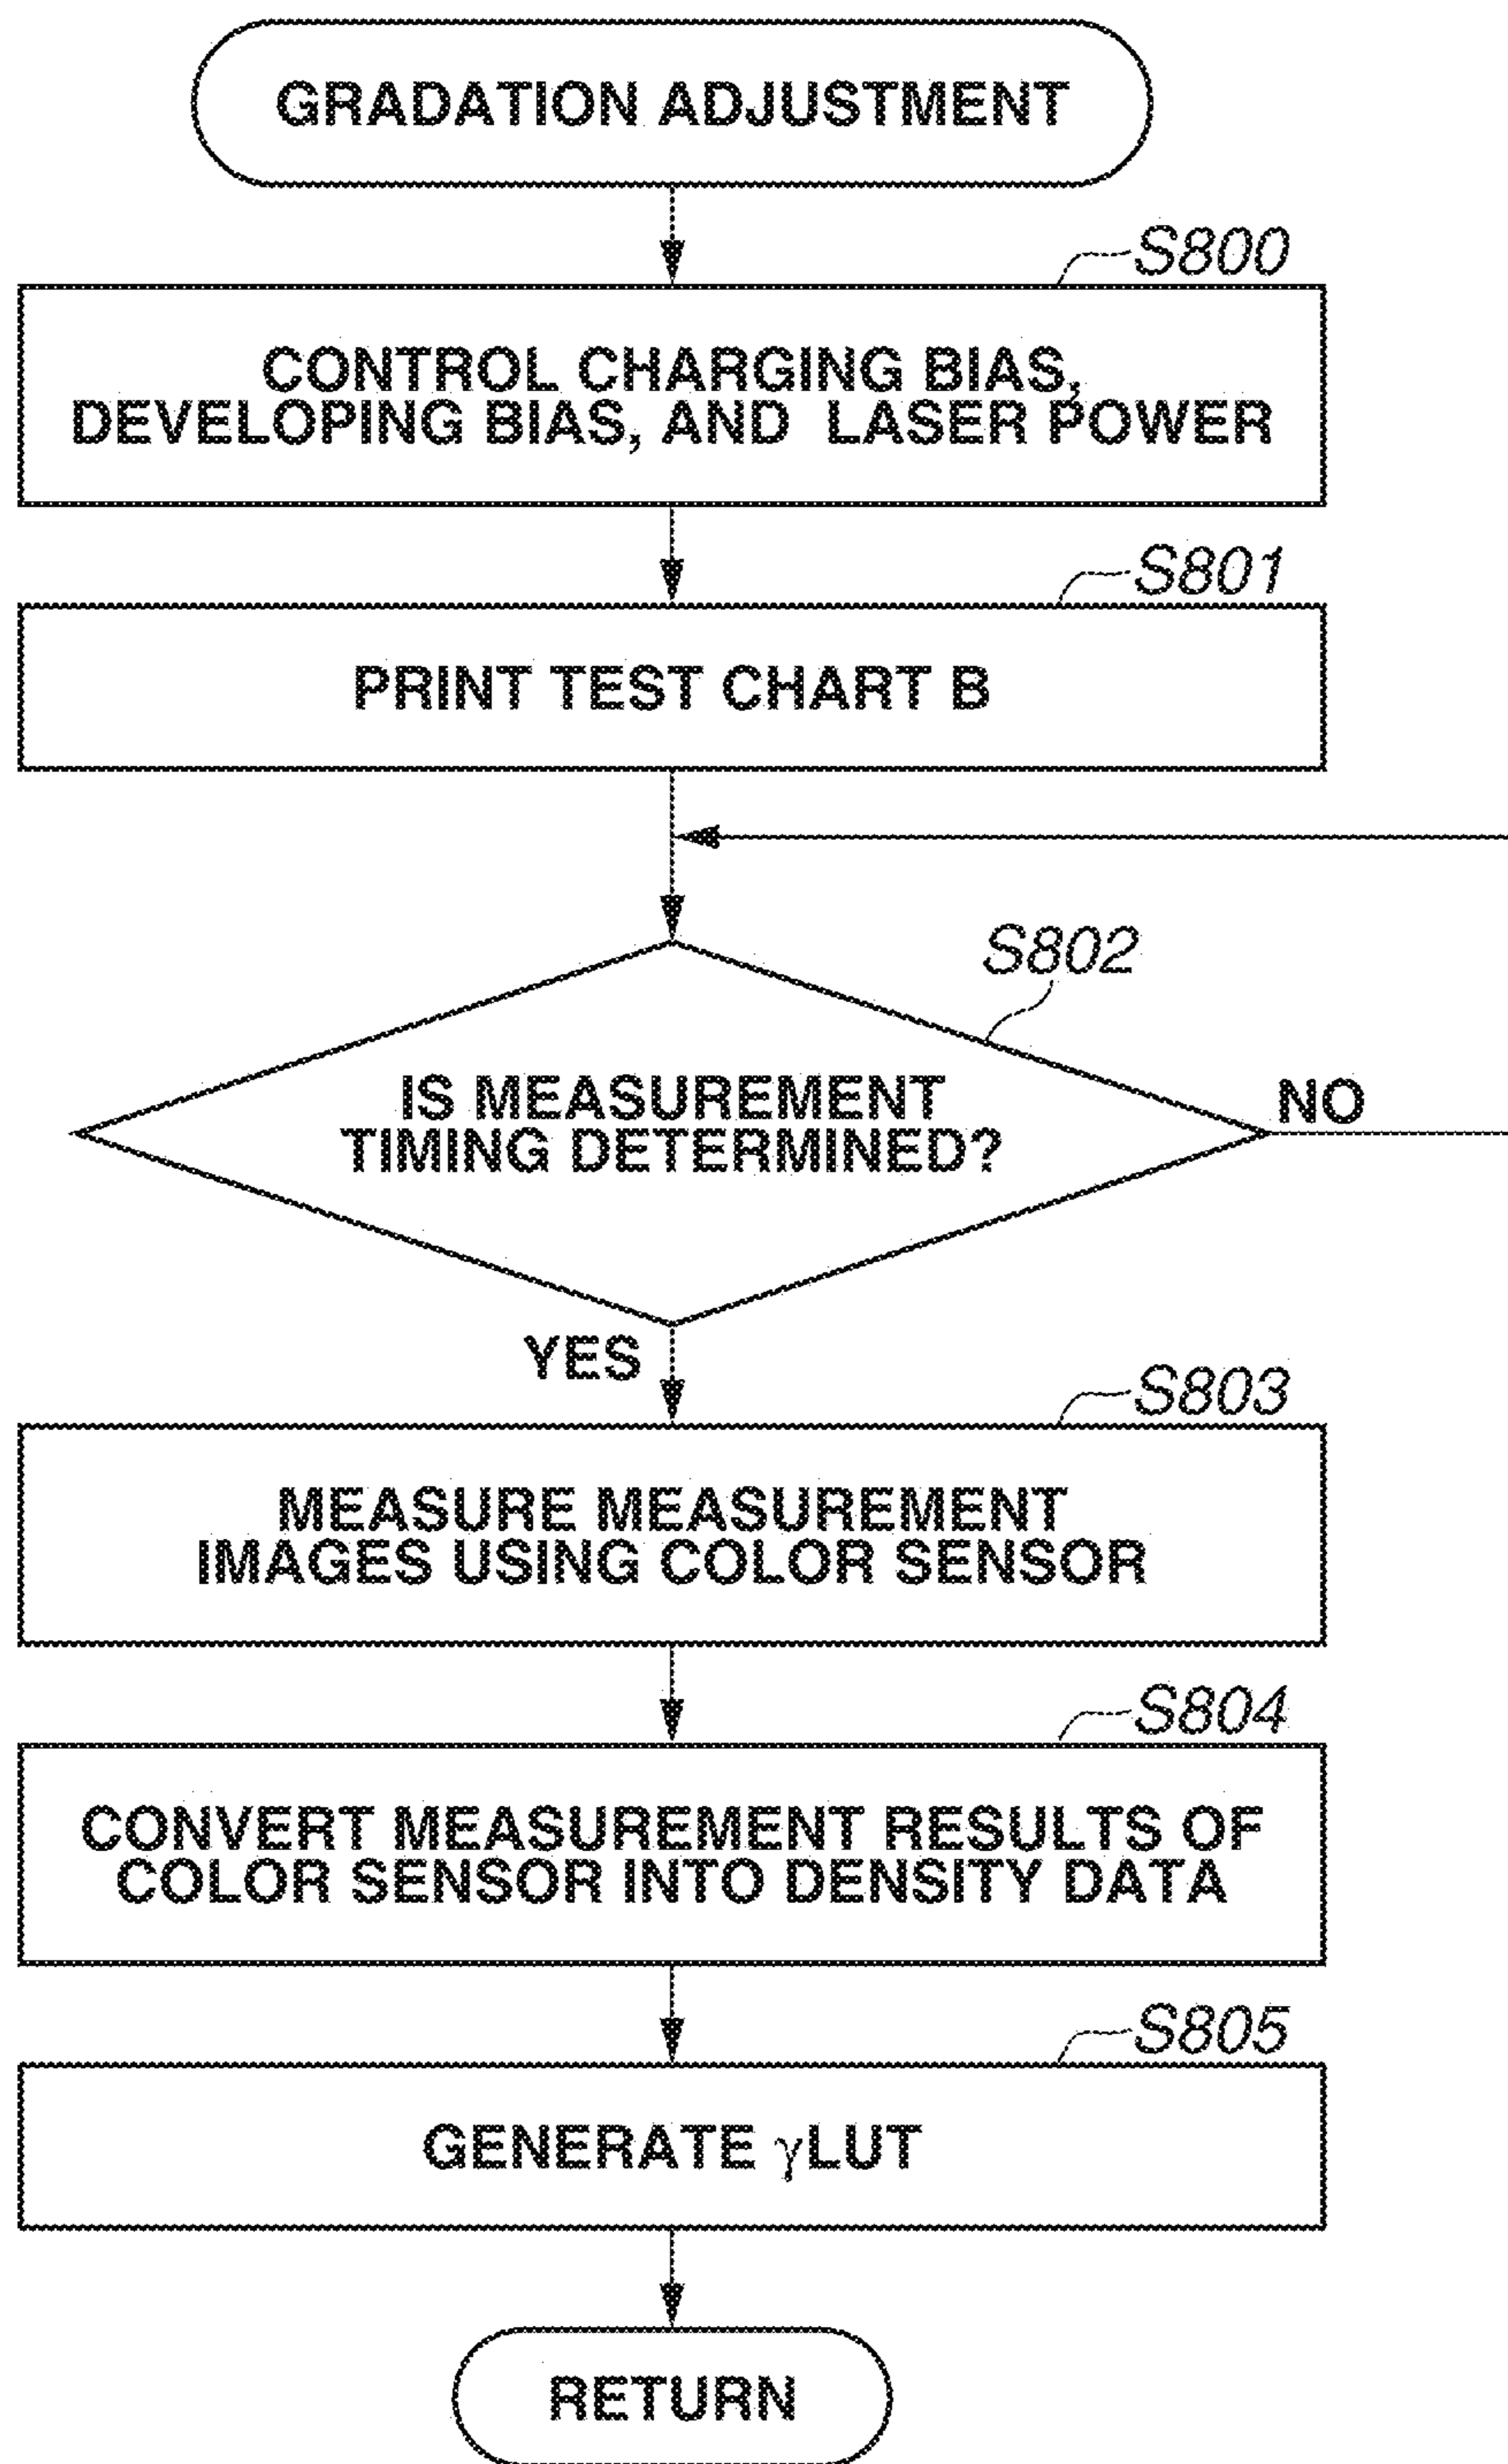 GRADATION ADJUSTMENT
S800
CONTROL CHARGING BIAS,
DEVELOPING BIAS, AND LASER POWER
S801
PRINT TEST CHART B
S802
IS MEASUREMENT
TIMING DETERMINED?
NO
YES
S803
MEASURE MEASUREMENT
IMAGES USING COLOR SENSOR
S804
CONVERT MEASUREMENT RESULTS OF
COLOR SENSOR INTO DENSITY DATA
S805
GENERATE γLUT
RETURN